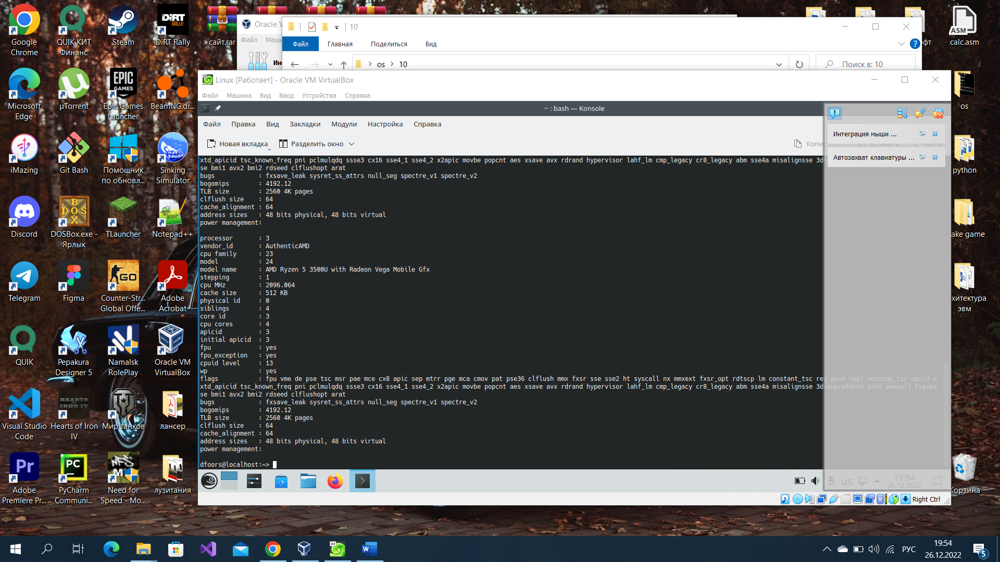 Google
Chrome
QUIK КИТ
Финанс
Steam
DiRT
RALLY
DiRT Rally
сайт.rar
calc.asm
ASM
Microsoft
Edge
µTorrent
EPIC
GAMES
Epic Games
Launcher
BeamNG.dr...
iMazing
Git Bash
Помощник
по обновл...
Sinking
Simulator
Discord
DOSBox.exe -
Ярлык
TLauncher
Notepad++
Telegram
Figma
Counter-Str...
Global Offe...
Adobe
Acrobat
QUIK
Pepakura
Designer 5
Namalsk
RolePlay
Oracle VM
VirtualBox
Visual Studio
Code
HEARTS
OF IRON IV
Hearts of Iron
IV
Мир танков
лансер
Adobe
Premiere Pr...
PyCharm
Communi...
Need for
Speed - Mo...
лузитания
os
python
ake game
хитектура
эвм
Корзина
Oracle V
Файл Маши
Ин
10
Файл Главная Поделиться Вид
фт
os > 10
Поиск в: 10
Linux [Работает] - Oracle VM VirtualBox
Файл Машина Вид Ввод Устройства Справка
~ : bash — Konsole
Файл Правка Вид Закладки Модули Настройка Справка
Новая вкладка Разделить окно Копировать Вставить Найти
Интеграция мыши ...
Автозахват клавиатуры ...
xtd_apicid tsc_known_freq pni pclmulqdq ssse3 cx16 sse4_1 sse4_2 x2apic movbe popcnt aes xsave avx rdrand hypervisor lahf_lm cmp_legacy cr8_legacy abm sse4a misalignsse 3dn
se bmi1 avx2 bmi2 rdseed clflushopt arat
bugs : fxsave_leak sysret_ss_attrs null_seg spectre_v1 spectre_v2
bogomips : 4192.12
TLB size : 2560 4K pages
clflush size : 64
cache_alignment : 64
address sizes : 48 bits physical, 48 bits virtual
power management:
processor : 3
vendor_id : AuthenticAMD
cpu family : 23
model : 24
model name : AMD Ryzen 5 3500U with Radeon Vega Mobile Gfx
stepping : 1
cpu MHz : 2096.064
cache size : 512 KB
physical id : 0
siblings : 4
core id : 3
cpu cores : 4
apicid : 3
initial apicid : 3
fpu : yes
fpu_exception : yes
cpuid level : 13
wp : yes
flags : fpu vme de pse tsc msr pae mce cx8 apic sep mtrr pge mca cmov pat pse36 clflush mmx fxsr sse sse2 ht syscall nx mmxext fxsr_opt rdtscp lm constant_tsc rep_good nopl nonstop_tsc cpuid e
xtd_apicid tsc_known_freq pni pclmulqdq ssse3 cx16 sse4_1 sse4_2 x2apic movbe popcnt aes xsave avx rdrand hypervisor lahf_lm cmp_legacy cr8_legacy abm sse4a misalignsse 3dnowprefetch ssbd vmmcall fsgsba
se bmi1 avx2 bmi2 rdseed clflushopt arat
bugs : fxsave_leak sysret_ss_attrs null_seg spectre_v1 spectre_v2
bogomips : 4192.12
TLB size : 2560 4K pages
clflush size : 64
cache_alignment : 64
address sizes : 48 bits physical, 48 bits virtual
power management:
dfoors@localhost:~>
us
19:54
26.12.2022
Right Ctrl
РУС
19:54
26.12.2022
5